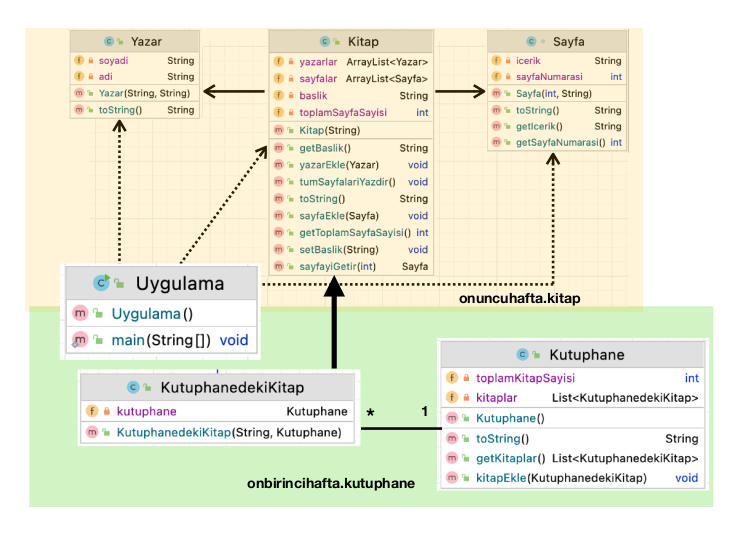 Yazar
soyadi String
adi String
Yazar(String, String)
toString() String
Kitap
yazarlar ArrayList<Yazar>
sayfalar ArrayList<Sayfa>
baslik String
toplamSayfaSayisi int
Kitap(String)
getBaslik() String
yazarEkle(Yazar) void
tumSayfalariYazdir() void
toString() String
sayfaEkle(Sayfa) void
getToplamSayfaSayisi() int
setBaslik(String) void
sayfayiGetir(int) Sayfa
Sayfa
icerik String
sayfaNumarasi int
Sayfa(int, String)
toString() String
getIcerik() String
getSayfaNumarasi() int
onuncuhafta.kitap
Uygulama
Uygulama()
main(String[]) void
KutuphanedekiKitap
kutuphane Kutuphane
KutuphanedekiKitap(String, Kutuphane)
* 1
Kutuphane
toplamKitapSayisi int
kitaplar List<KutuphanedekiKitap>
Kutuphane()
toString() String
getKitaplar() List<KutuphanedekiKitap>
kitapEkle(KutuphanedekiKitap) void
onbirincihafta.kutuphane